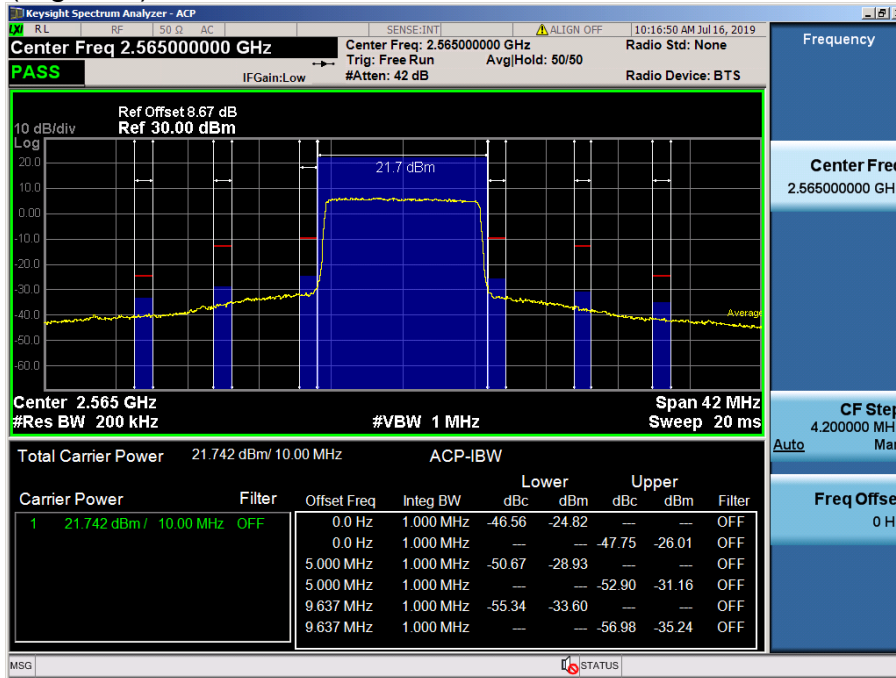 Keysight Spectrum Analyzer - ACP
LXI RL RF 50 Ω AC SENSE:INT ALIGN OFF 10:16:50 AM Jul 16, 2019
Center Freq 2.565000000 GHz Center Freq: 2.565000000 GHz Radio Std: None
Trig: Free Run Avg|Hold: 50/50
PASS IFGain:Low #Atten: 42 dB Radio Device: BTS
Frequency
Ref Offset 8.67 dB
10 dB/div Ref 30.00 dBm
Log
20.0
21.7 dBm
10.0
0.00
-10.0
-20.0
-30.0
-40.0
Average
-50.0
-60.0
Center Fre
2.565000000 GH
Center 2.565 GHz Span 42 MHz
#Res BW 200 kHz #VBW 1 MHz Sweep 20 ms
CF Step
4.200000 MH
Auto Ma
Freq Offse
0 H
Total Carrier Power 21.742 dBm/ 10.00 MHz ACP-IBW
Lower Upper
Carrier Power Filter Offset Freq Integ BW dBc dBm dBc dBm Filter
1 21.742 dBm / 10.00 MHz OFF
0.0 Hz 1.000 MHz -46.56 -24.82 --- --- OFF
0.0 Hz 1.000 MHz --- --- -47.75 -26.01 OFF
5.000 MHz 1.000 MHz -50.67 -28.93 --- --- OFF
5.000 MHz 1.000 MHz --- --- -52.90 -31.16 OFF
9.637 MHz 1.000 MHz -55.34 -33.60 --- --- OFF
9.637 MHz 1.000 MHz --- --- -56.98 -35.24 OFF
MSG STATUS